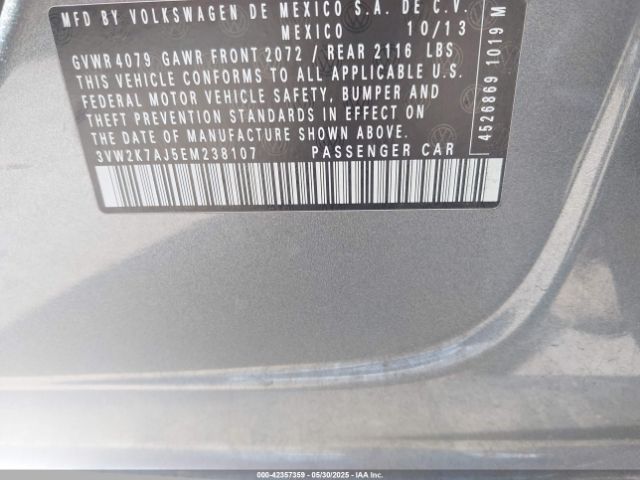 MFD BY VOLKSWAGEN DE MEXICO S.A. DE C.V.
MEXICO 10/13
GVWR 4079 GAWR FRONT 2072 / REAR 2116 LBS
THIS VEHICLE CONFORMS TO ALL APPLICABLE U.S.
FEDERAL MOTOR VEHICLE SAFETY, BUMPER AND
THEFT PREVENTION STANDARDS IN EFFECT ON
THE DATE OF MANUFACTURE SHOWN ABOVE.
3VW2K7AJ5EM238107 PASSENGER CAR
4526869 1019 M
000-42357359 - 05/30/2025 - IAAI, Inc.